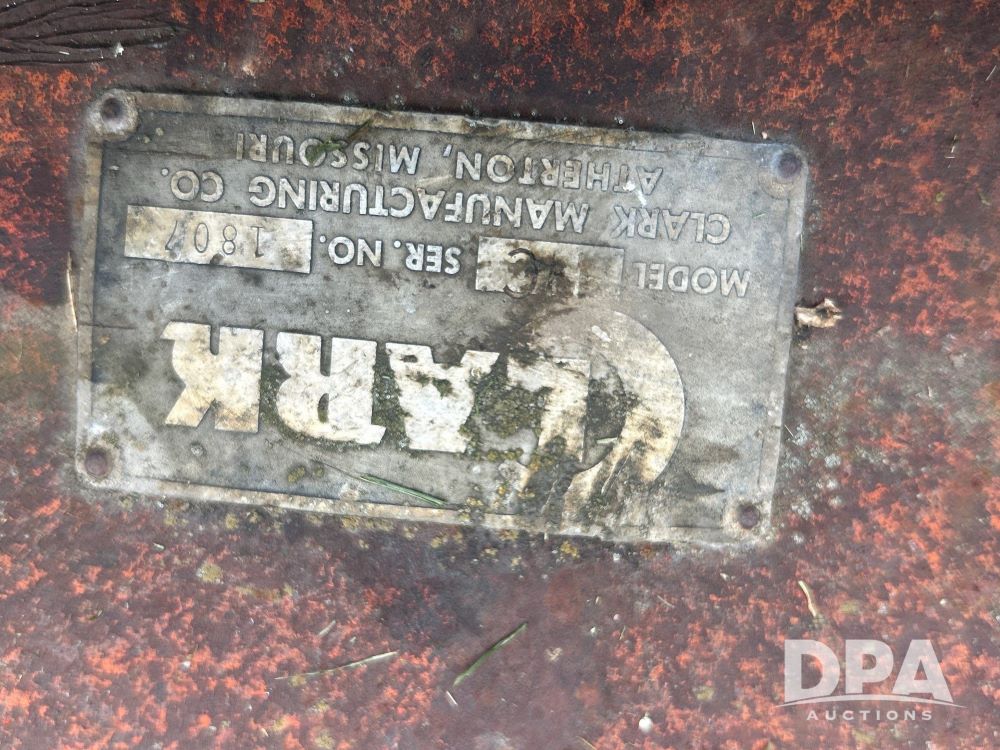 CLARK
MODEL SER. NO. 1807
CLARK MANUFACTURING CO.
ATHERTON, MISSOURI
DPA
AUCTIONS